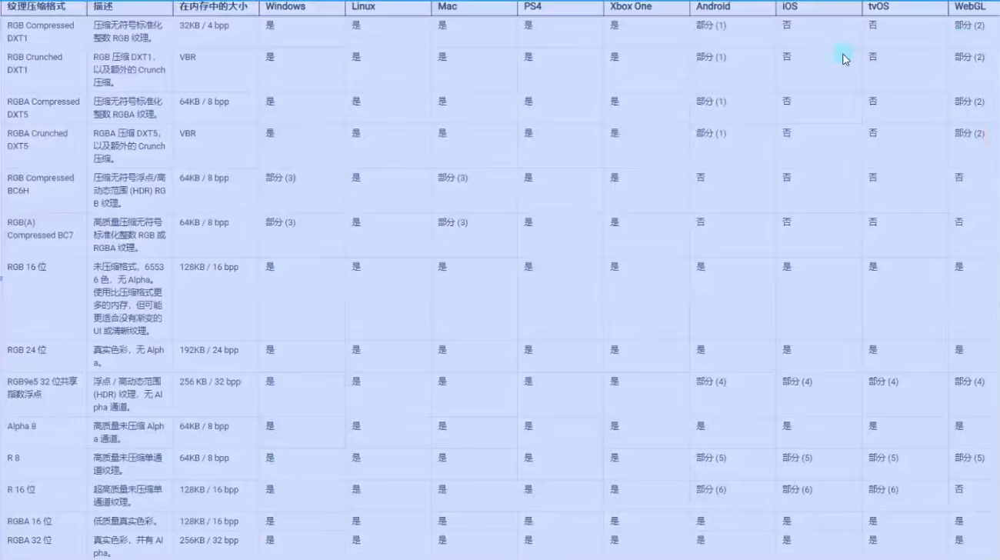 纹理压缩格式 描述 在内存中的大小 Windows Linux Mac PS4 Xbox One Android iOS tvOS WebGL
RGB Compressed 压缩无符号标准化 32KB / 4 bpp 是 是 是 是 是 部分 (1) 否 否 部分 (2)
DXT1 整数 RGB 纹理。
RGB Crunched RGB 压缩 DXT1, VBR 是 是 是 是 是 部分 (1) 否 否 部分 (2)
DXT1 以及额外的 Crunch
压缩。
RGBA Compressed 压缩无符号标准化 64KB / 8 bpp 是 是 是 是 是 部分 (1) 否 否 部分 (2)
DXT5 整数 RGBA 纹理。
RGBA Crunched RGBA 压缩 DXT5, VBR 是 是 是 是 是 部分 (1) 否 否 部分 (2)
DXT5 以及额外的 Crunch
压缩。
RGB Compressed 压缩无符号浮点/高 64KB / 8 bpp 部分 (3) 是 部分 (3) 是 是 否 否 否 否
BC6H 动态范围 (HDR) RG
B 纹理。
RGB(A) 高质量压缩无符号 64KB / 8 bpp 部分 (3) 是 部分 (3) 是 是 否 否 否 否
Compressed BC7 标准化整数 RGB 或
RGBA 纹理。
RGB 16 位 未压缩格式。6553 128KB / 16 bpp 是 是 是 是 是 是 是 是 是
6 色，无 Alpha。
使用比压缩格式更
多的内存，但可能
更适合没有渐变的
UI 或清晰纹理。
RGB 24 位 真实色彩，无 Alph 192KB / 24 bpp 是 是 是 是 是 是 是 是 是
a。
RGB9e5 32 位共享 浮点 / 高动态范围 256 KB / 32 bpp 是 是 是 是 是 部分 (4) 部分 (4) 部分 (4) 部分 (4)
指数浮点 (HDR) 纹理，无 Al
pha 通道。
Alpha 8 高质量未压缩 Alph 64KB / 8 bpp 是 是 是 是 是 是 是 是 是
a 通道。
R 8 高质量未压缩单通 64KB / 8 bpp 是 是 是 是 是 部分 (5) 部分 (5) 部分 (5) 部分 (5)
道纹理。
R 16 位 超高质量未压缩单 128KB / 16 bpp 是 是 是 是 是 部分 (6) 部分 (6) 部分 (6) 否
通道纹理。
RGBA 16 位 低质量真实色彩。 128KB / 16 bpp 是 是 是 是 是 是 是 是 是
RGBA 32 位 真实色彩，并有 Al 256KB / 32 bpp 是 是 是 是 是 是 是 是 是
pha。